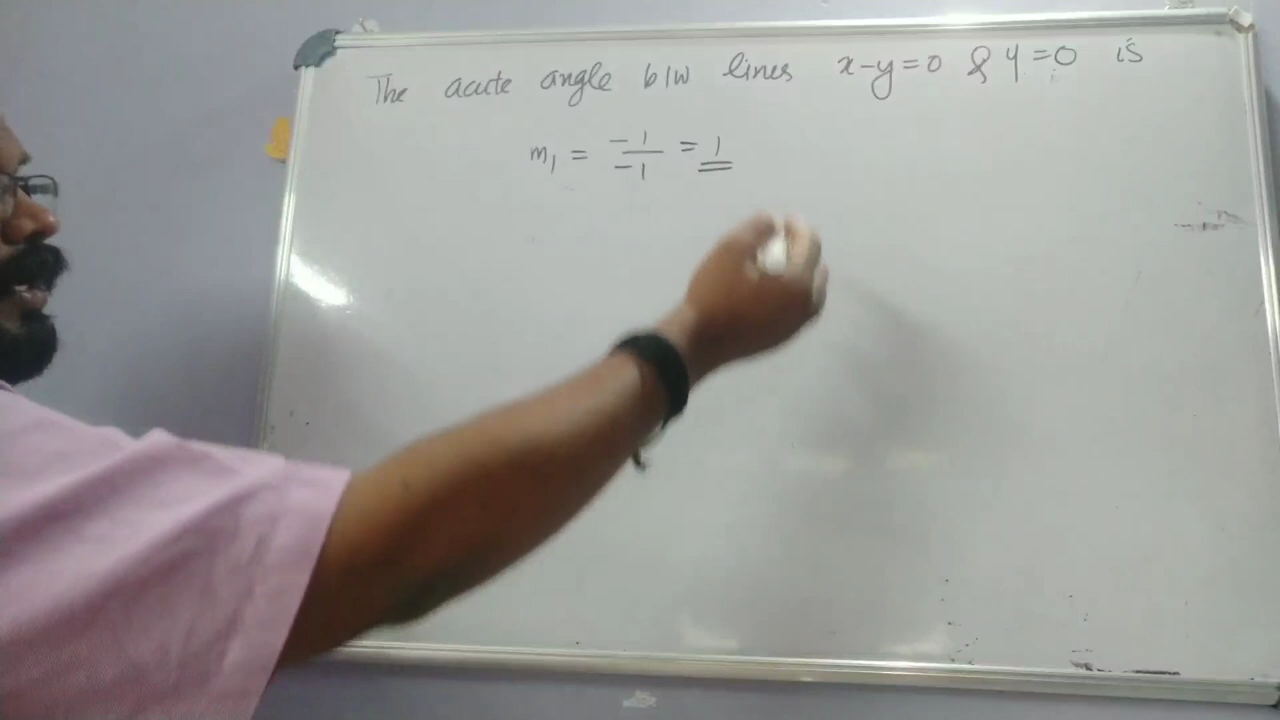 The acute angle b/w lines x-y=0 & y=0 is
m₁ = -1/-1 = 1